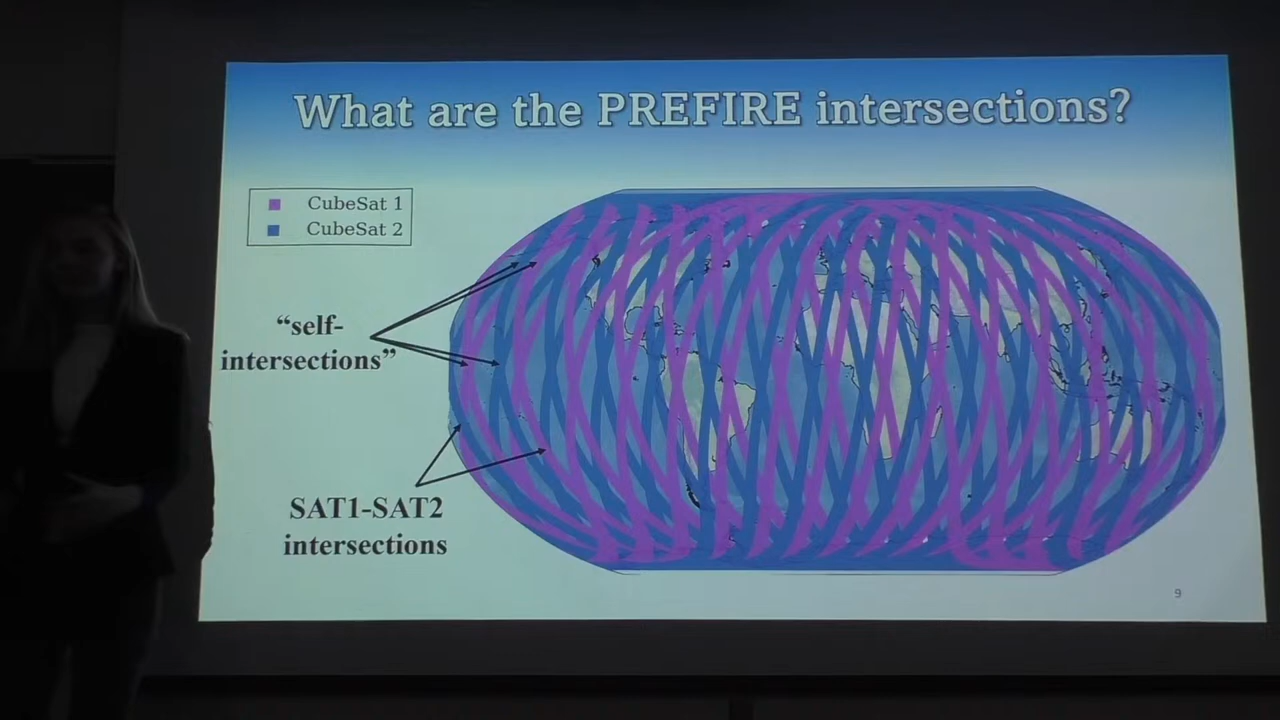 What are the PREFIRE intersections?
CubeSat 1
CubeSat 2
“self-
intersections”
SAT1-SAT2
intersections
9